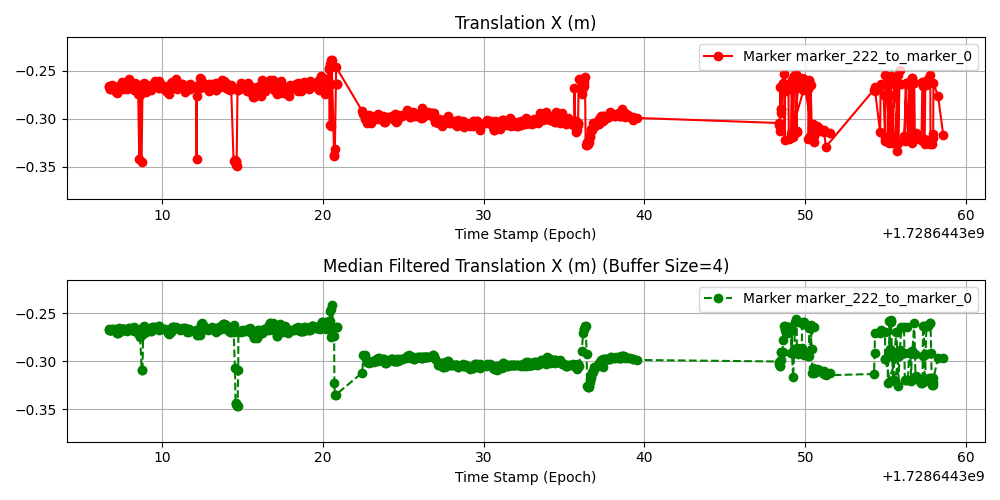 Translation X (m)
Marker marker_222_to_marker_0
−0.25
−0.30
−0.35
10 20 30 40 50 60
Time Stamp (Epoch)
+1.7286443e9
Median Filtered Translation X (m) (Buffer Size=4)
Marker marker_222_to_marker_0
−0.25
−0.30
−0.35
10 20 30 40 50 60
Time Stamp (Epoch)
+1.7286443e9